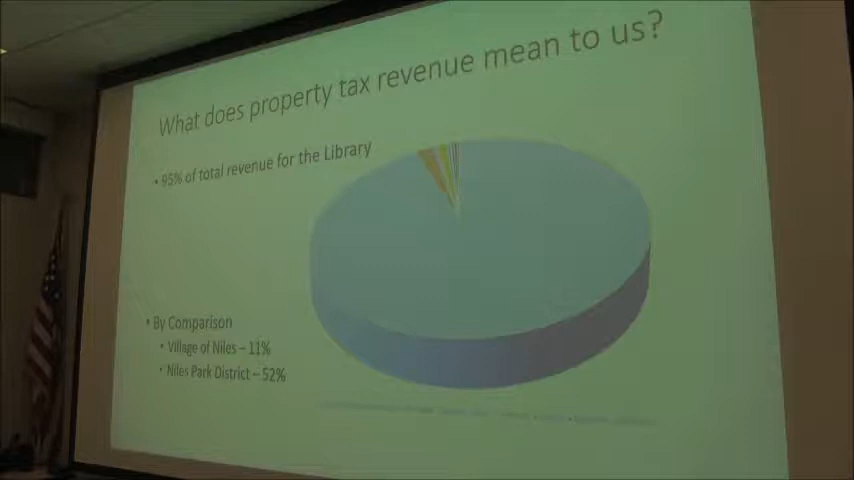 What does property tax revenue mean to us?
• 95% of total revenue for the Library
• By Comparison
• Village of Niles – 11%
• Niles Park District – 52%